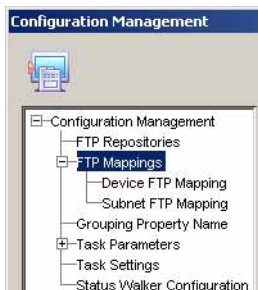 Configuration Management
Configuration Management
FTP Repositories
FTP Mappings
Device FTP Mapping
Subnet FTP Mapping
Grouping Property Name
Task Parameters
Task Settings
Status Walker Configuration